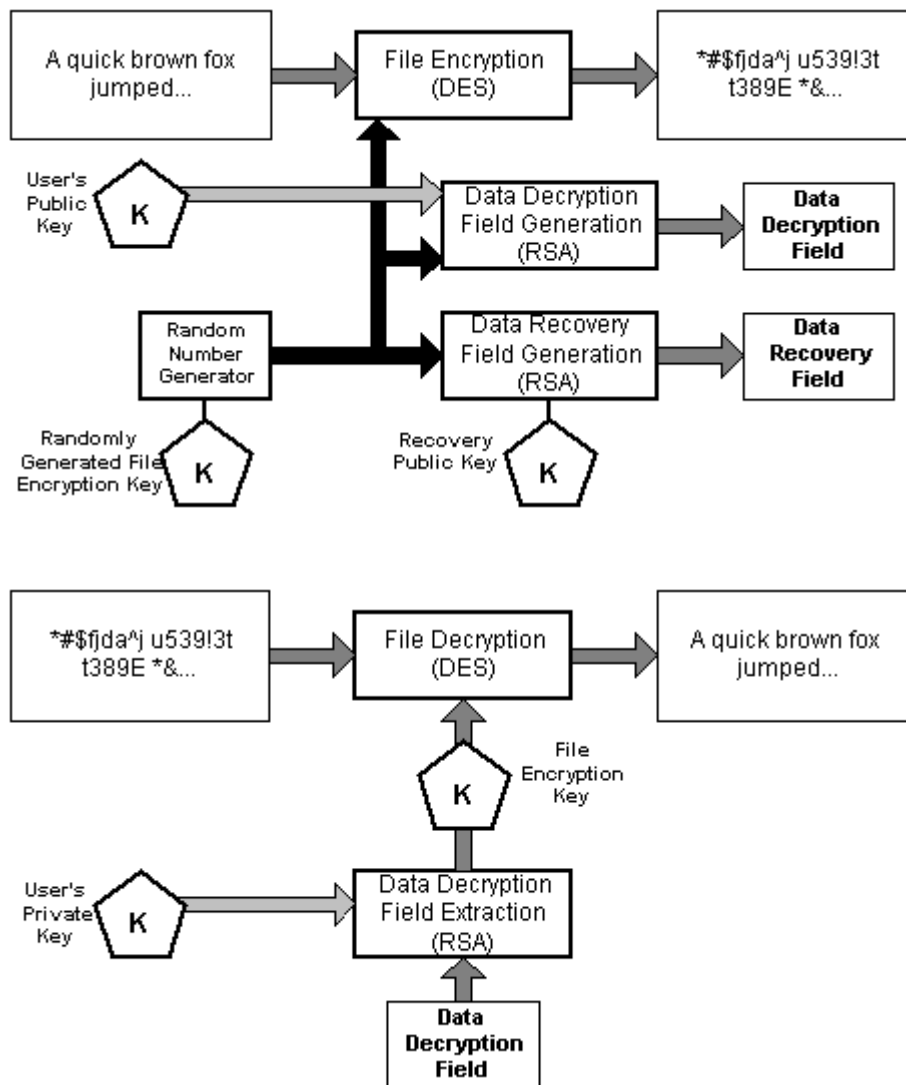 A quick brown fox
jumped...
File Encryption
(DES)
*#$fjda^j u539!3t
t389E *&...
User's
Public
Key
K
Data Decryption
Field Generation
(RSA)
Data
Decryption
Field
Random
Number
Generator
Data Recovery
Field Generation
(RSA)
Data
Recovery
Field
Randomly
Generated File
Encryption Key
K
Recovery
Public Key
K
*#$fjda^j u539!3t
t389E *&...
File Decryption
(DES)
A quick brown fox
jumped...
K
File
Encryption
Key
User's
Private
Key
K
Data Decryption
Field Extraction
(RSA)
Data
Decryption
Field